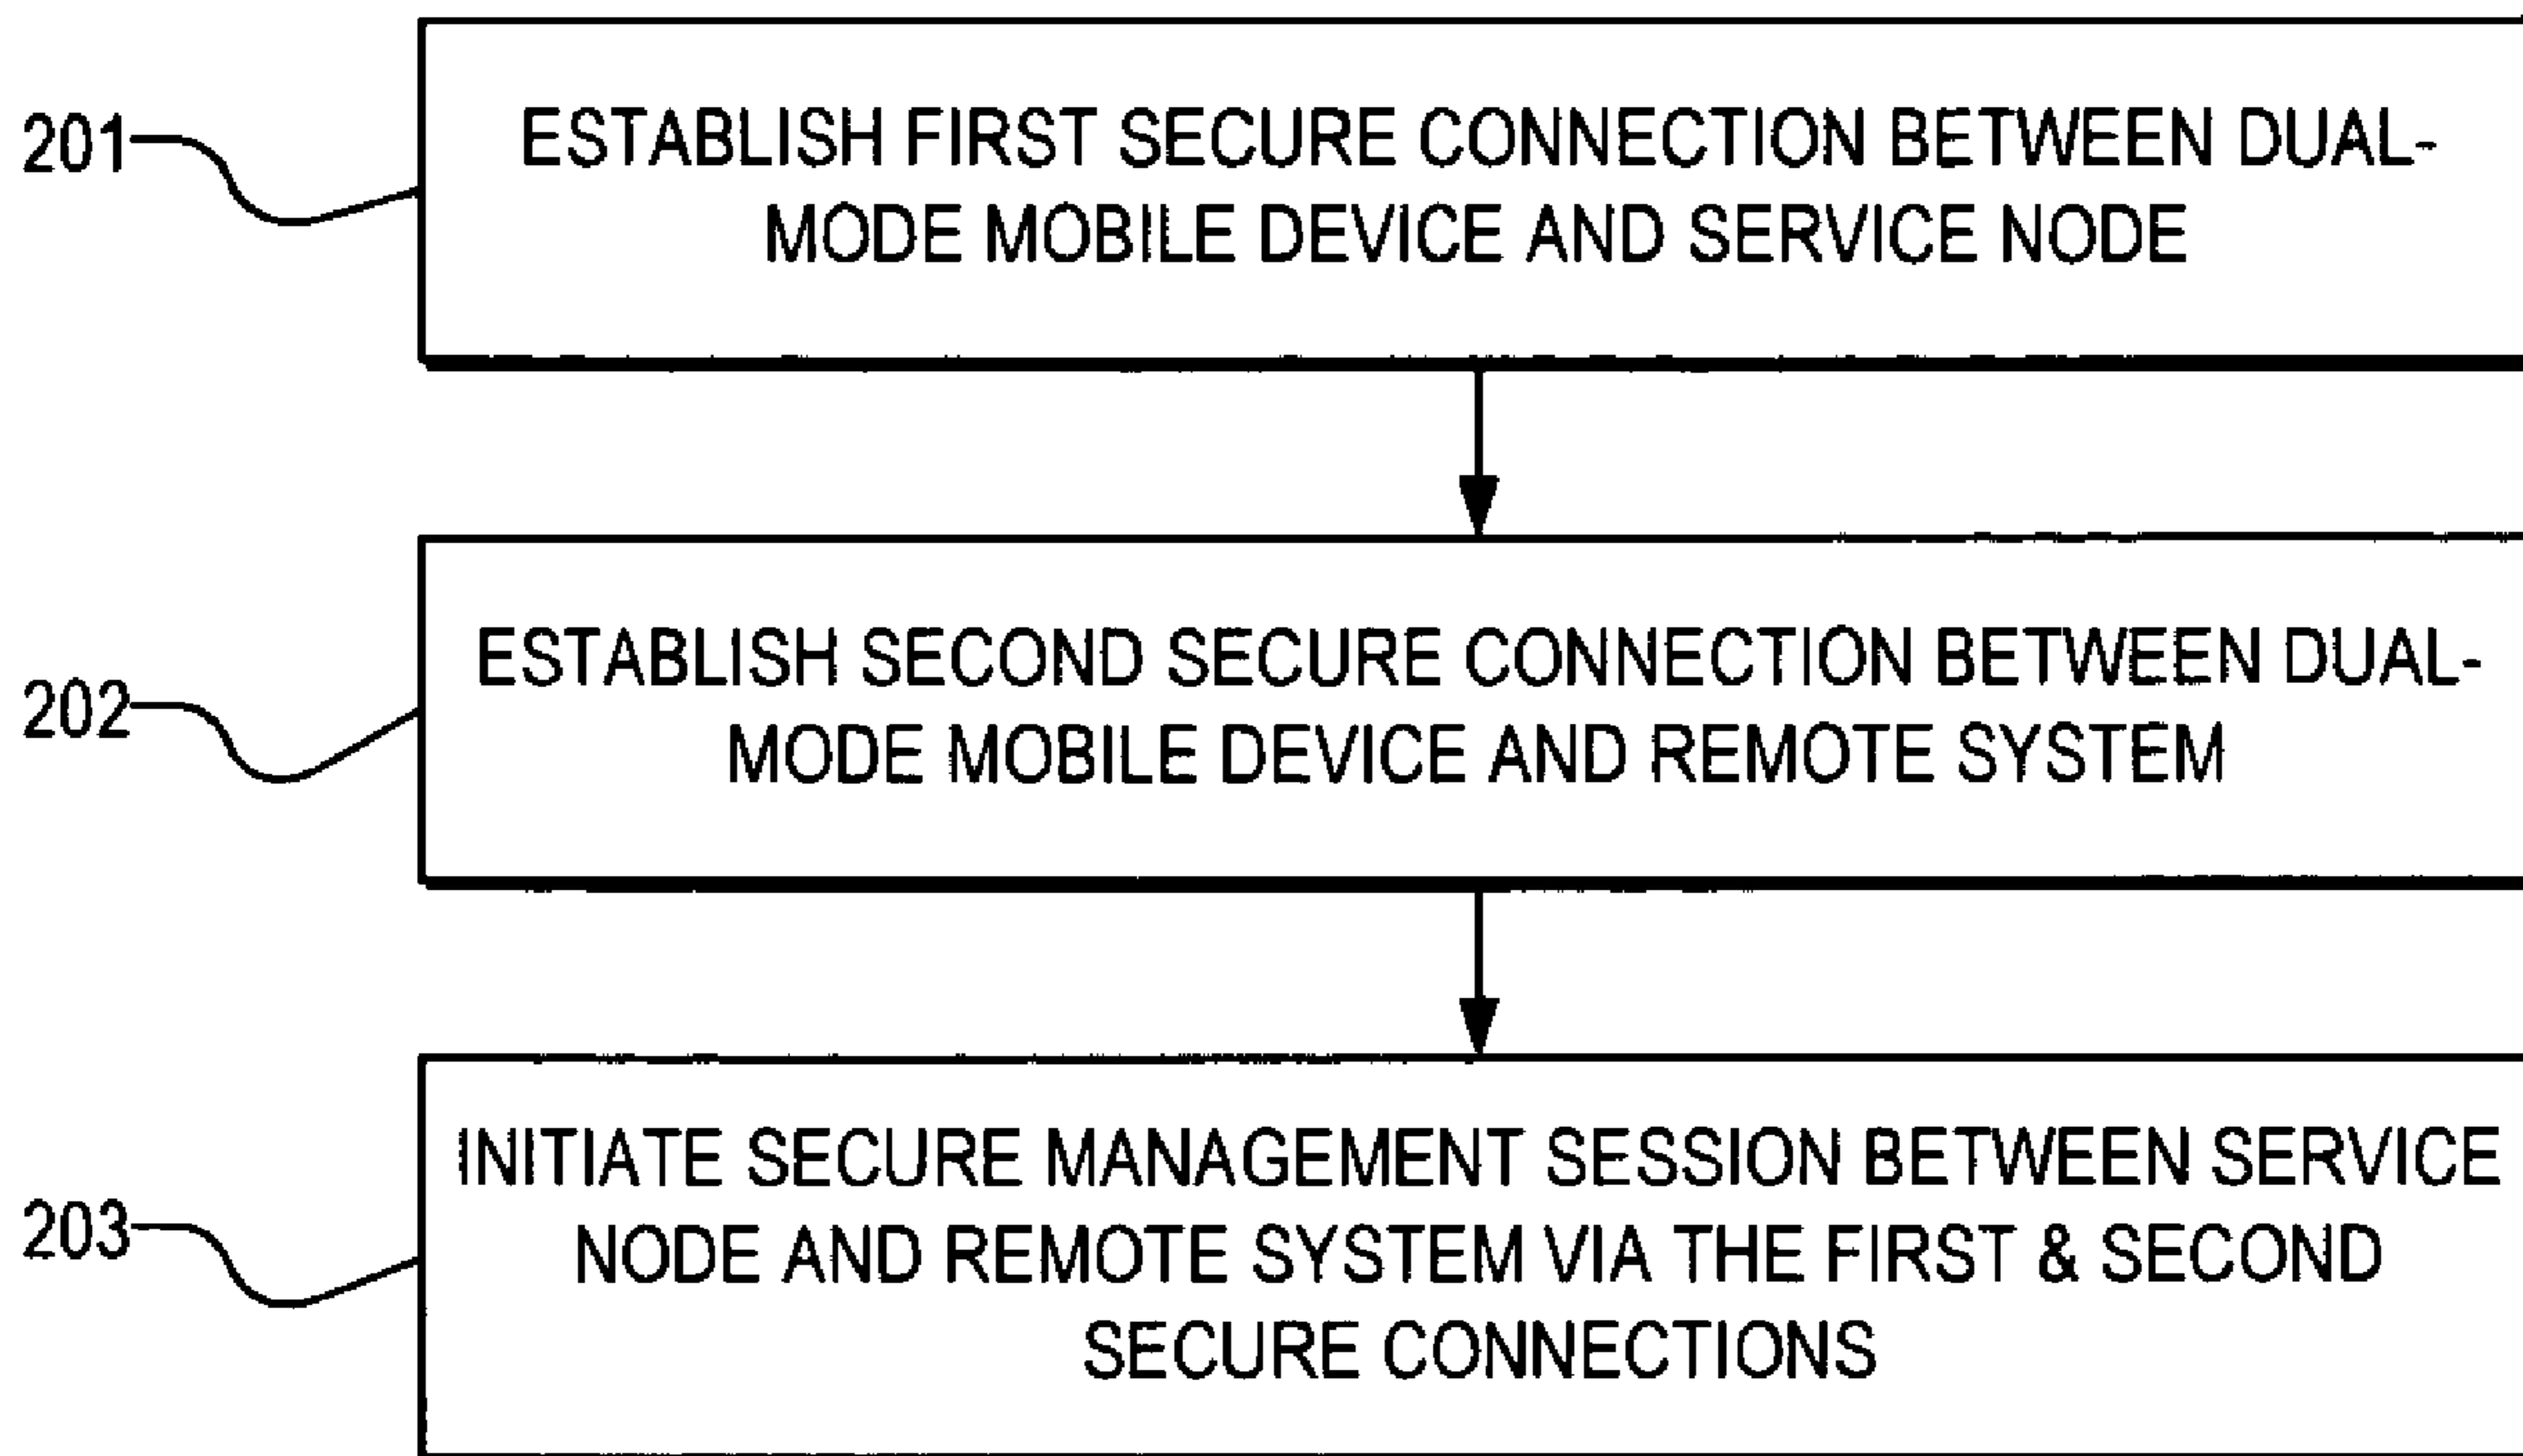 201
ESTABLISH FIRST SECURE CONNECTION BETWEEN DUAL-
MODE MOBILE DEVICE AND SERVICE NODE
202
ESTABLISH SECOND SECURE CONNECTION BETWEEN DUAL-
MODE MOBILE DEVICE AND REMOTE SYSTEM
203
INITIATE SECURE MANAGEMENT SESSION BETWEEN SERVICE
NODE AND REMOTE SYSTEM VIA THE FIRST & SECOND
SECURE CONNECTIONS